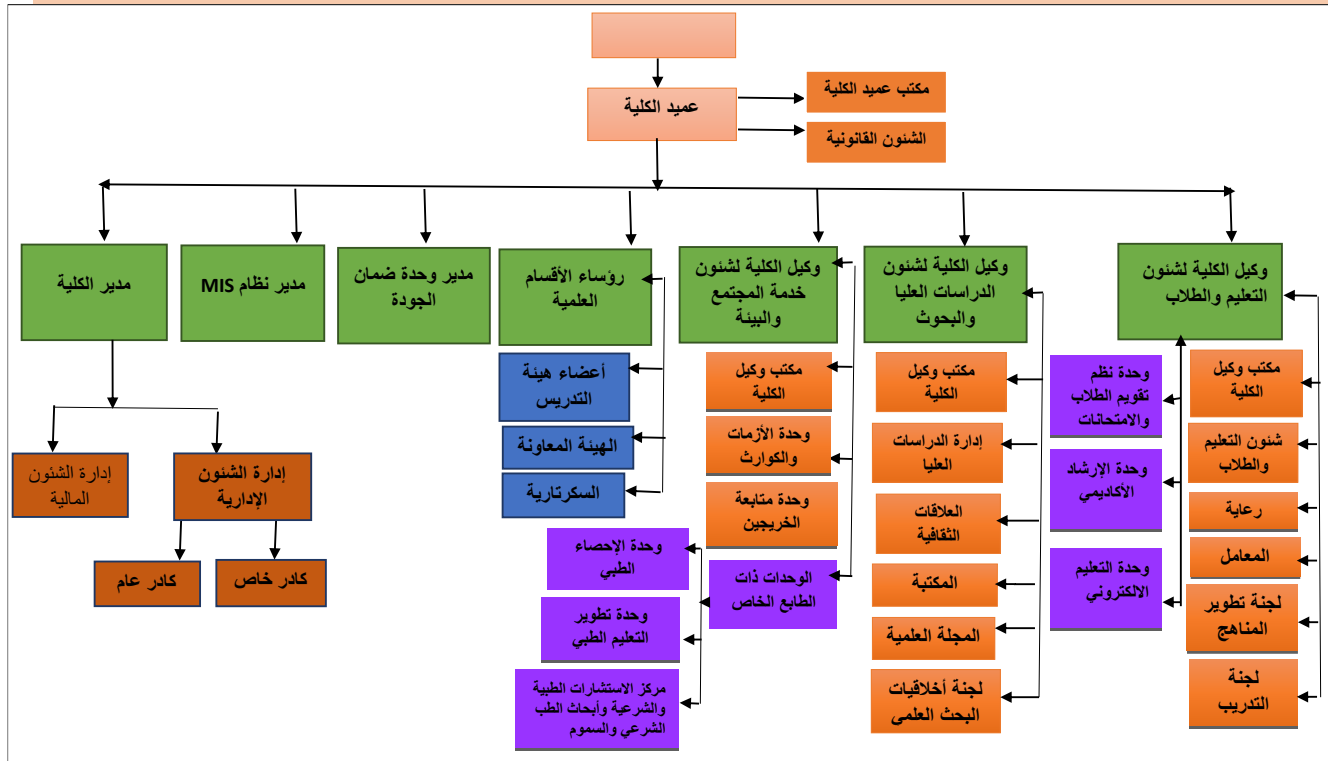 عميد الكلية
مكتب عميد الكلية
الشئون القانونية
وكيل الكلية لشئون
التعليم والطلاب
وكيل الكلية لشئون
الدراسات العليا
والبحوث
وكيل الكلية لشئون
خدمة المجتمع
والبيئة
رؤساء الأقسام
العلمية
مدير وحدة ضمان
الجودة
مدير نظام MIS
مدير الكلية
مكتب وكيل
الكلية
شئون التعليم
والطلاب
رعاية
المعامل
لجنة تطوير
المناهج
لجنة
التدريب
وحدة نظم
تقويم الطلاب
والامتحانات
وحدة الإرشاد
الأكاديمي
وحدة التعليم
الالكتروني
مكتب وكيل
الكلية
إدارة الدراسات
العليا
العلاقات
الثقافية
المكتبة
المجلة العلمية
لجنة أخلاقيات
البحث العلمى
مكتب وكيل
الكلية
وحدة الأزمات
والكوارث
وحدة متابعة
الخريجين
الوحدات ذات
الطابع الخاص
وحدة الإحصاء
الطبي
وحدة تطوير
التعليم الطبي
مركز الاستشارات الطبية
والشرعية وأبحاث الطب
الشرعي والسموم
أعضاء هيئة
التدريس
الهيئة المعاونة
السكرتارية
إدارة الشئون
الإدارية
إدارة الشئون
المالية
كادر خاص
كادر عام